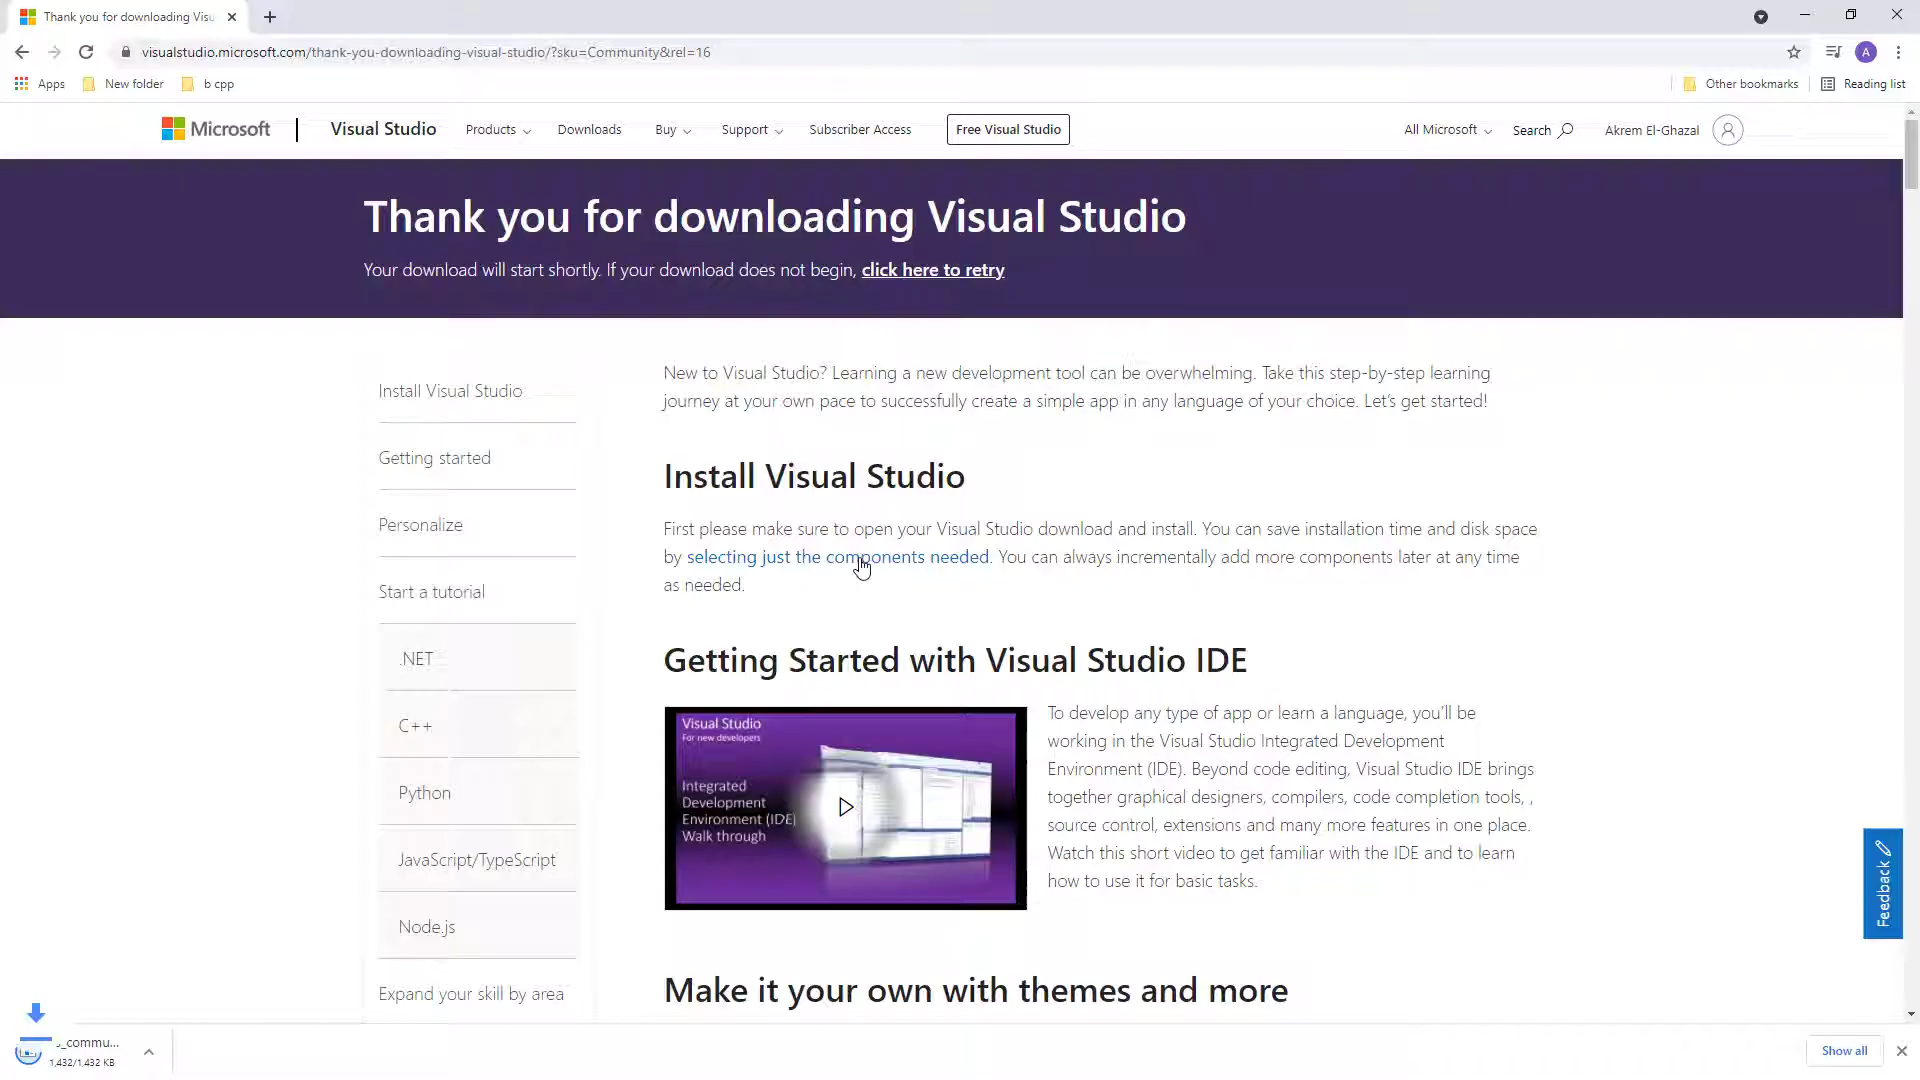 Thank you for downloading Visu
visualstudio.microsoft.com/thank-you-downloading-visual-studio/?sku=Community&rel=16
A
Apps New folder b cpp Other bookmarks Reading list
Microsoft Visual Studio Products Downloads Buy Support Subscriber Access Free Visual Studio All Microsoft Search Akrem El-Ghazal
Thank you for downloading Visual Studio
Your download will start shortly. If your download does not begin, click here to retry
Install Visual Studio
Getting started
Personalize
Start a tutorial
.NET
C++
Python
JavaScript/TypeScript
Node.js
Expand your skill by area
New to Visual Studio? Learning a new development tool can be overwhelming. Take this step-by-step learning
journey at your own pace to successfully create a simple app in any language of your choice. Let's get started!
Install Visual Studio
First please make sure to open your Visual Studio download and install. You can save installation time and disk space
by selecting just the components needed. You can always incrementally add more components later at any time
as needed.
Getting Started with Visual Studio IDE
Visual Studio
For new developers
Integrated
Development
Environment (IDE)
Walk through
To develop any type of app or learn a language, you'll be
working in the Visual Studio Integrated Development
Environment (IDE). Beyond code editing, Visual Studio IDE brings
together graphical designers, compilers, code completion tools, ,
source control, extensions and many more features in one place.
Watch this short video to get familiar with the IDE and to learn
how to use it for basic tasks.
Make it your own with themes and more
Feedback
_commu...
1,432/1,432 KB
Show all